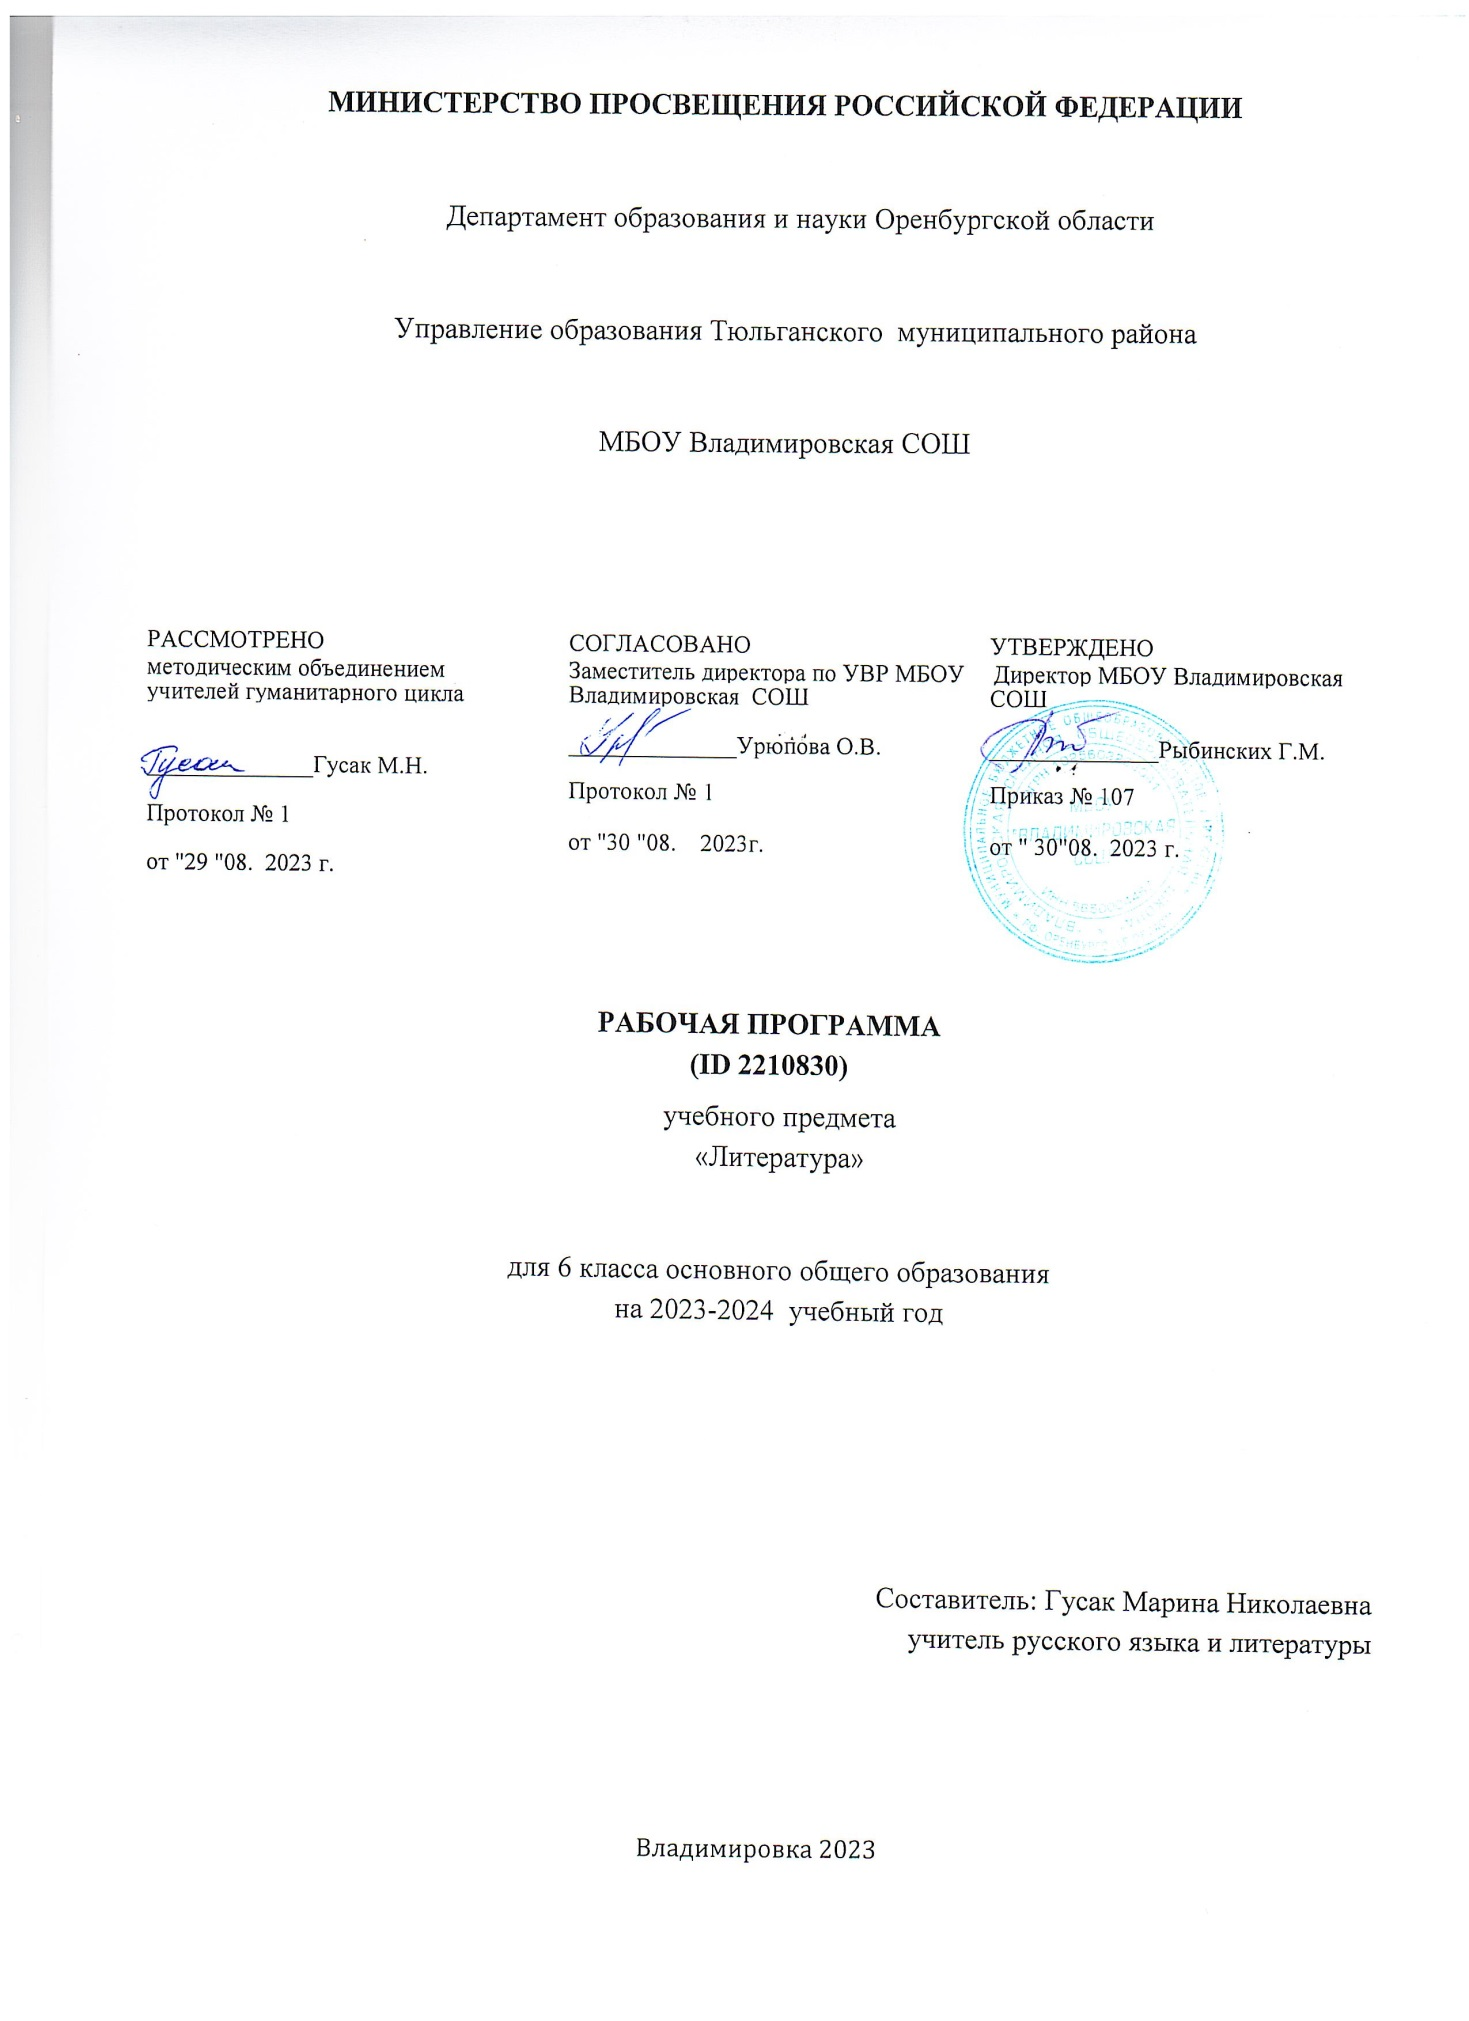 МИНИСТЕРСТВО ПРОСВЕЩЕНИЯ РОССИЙСКОЙ ФЕДЕРАЦИИ
Департамент образования и науки Оренбургской области
Управление образования Тюльганского муниципального района
МБОУ Владимировская СОШ
РАССМОТРЕНО
методическим объединением
учителей гуманитарного цикла
Гусак
Гусак М.Н.
Протокол № 1
от "29 "08. 2023 г.
СОГЛАСОВАНО
Заместитель директора по УВР МБОУ
Владимировская СОШ
Урюпова О.В.
Протокол № 1
от "30 "08. 2023г.
УТВЕРЖДЕНО
Директор МБОУ Владимировская
СОШ
Рыбинских Г.М.
Приказ № 107
от " 30"08. 2023 г.
ВЛАДИМИРОВСКАЯ
СОШ
РАБОЧАЯ ПРОГРАММА
(ID 2210830)
учебного предмета
«Литература»
для 6 класса основного общего образования
на 2023-2024 учебный год
Составитель: Гусак Марина Николаевна
учитель русского языка и литературы
Владимировка 2023